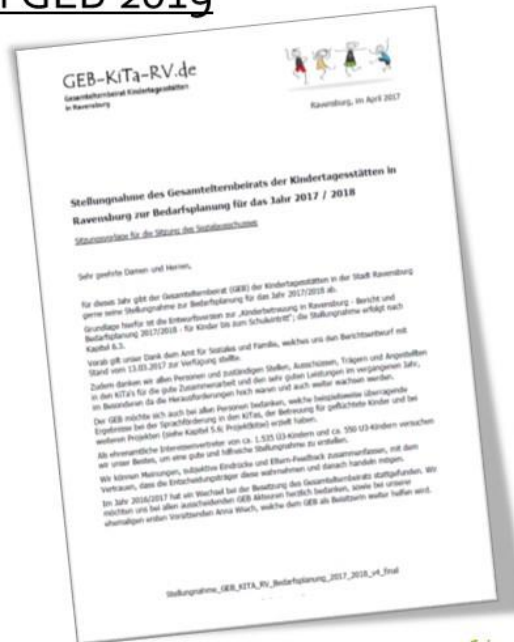 GEB 2019
GEB-KiTa-RV.de
Gesamtelternbeirat Kindertagesstätten
in Ravensburg
Ravensburg, im April 2017
Stellungnahme des Gesamtelternbeirats der Kindertagesstätten in
Ravensburg zur Bedarfsplanung für das Jahr 2017 / 2018
Sitzungsvorlage für die Sitzung des Sozialausschusses
Sehr geehrte Damen und Herren,
für dieses Jahr gibt der Gesamtelternbeirat (GEB) der Kindertagesstätten in der Stadt Ravensburg
gerne seine Stellungnahme zur Bedarfsplanung für das Jahr 2017/2018 ab.
Grundlage hierfür ist die Entwurfsversion zur „Kinderbetreuung in Ravensburg - Bericht und
Bedarfsplanung 2017/2018 - für Kinder bis zum Schuleintritt"; die Stellungnahme erfolgt nach
Kapitel 6.3.
Vorab gilt unser Dank dem Amt für Soziales und Familie, welches uns den Berichtsentwurf mit
Stand vom 13.03.2017 zur Verfügung stellte.
Zudem danken wir allen Personen und zuständigen Stellen, Ausschüssen, Trägern und Angestellten
in den KiTa's für die gute Zusammenarbeit und den sehr guten Leistungen im vergangenen Jahr,
im Besonderen da die Herausforderungen hoch waren und auch weiter wachsen werden.
Der GEB möchte sich auch bei allen Personen bedanken, welche beispielsweise überragende
Ergebnisse bei der Sprachförderung in den KiTas, der Betreuung für geflüchtete Kinder und bei
weiteren Projekten (siehe Kapitel 5.6; Projektkitas) erzielt haben.
Als ehrenamtliche Interessenvertreter von ca. 1.535 Ü3-Kindern und ca. 550 U3-Kindern versuchen
wir unser Bestes, um eine gute und hilfreiche Stellungnahme zu erstellen.
Wir können Meinungen, subjektive Eindrücke und Eltern-Feedback zusammenfassen, mit dem
Vertrauen, dass die Entscheidungsträger diese wahrnehmen und danach handeln mögen.
Im Jahr 2016/2017 hat ein Wechsel bei der Besetzung des Gesamtelternbeirats stattgefunden. Wir
möchten uns bei allen ausscheidenden GEB Akteuren herzlich bedanken, sowie bei unserer
ehemaligen ersten Vorsitzenden Anna Wiech, welche dem GEB als Beisitzerin weiter helfen wird.
Stellungnahme_GEB_KITA_RV_Bedarfsplanung_2017_2018_v4_final